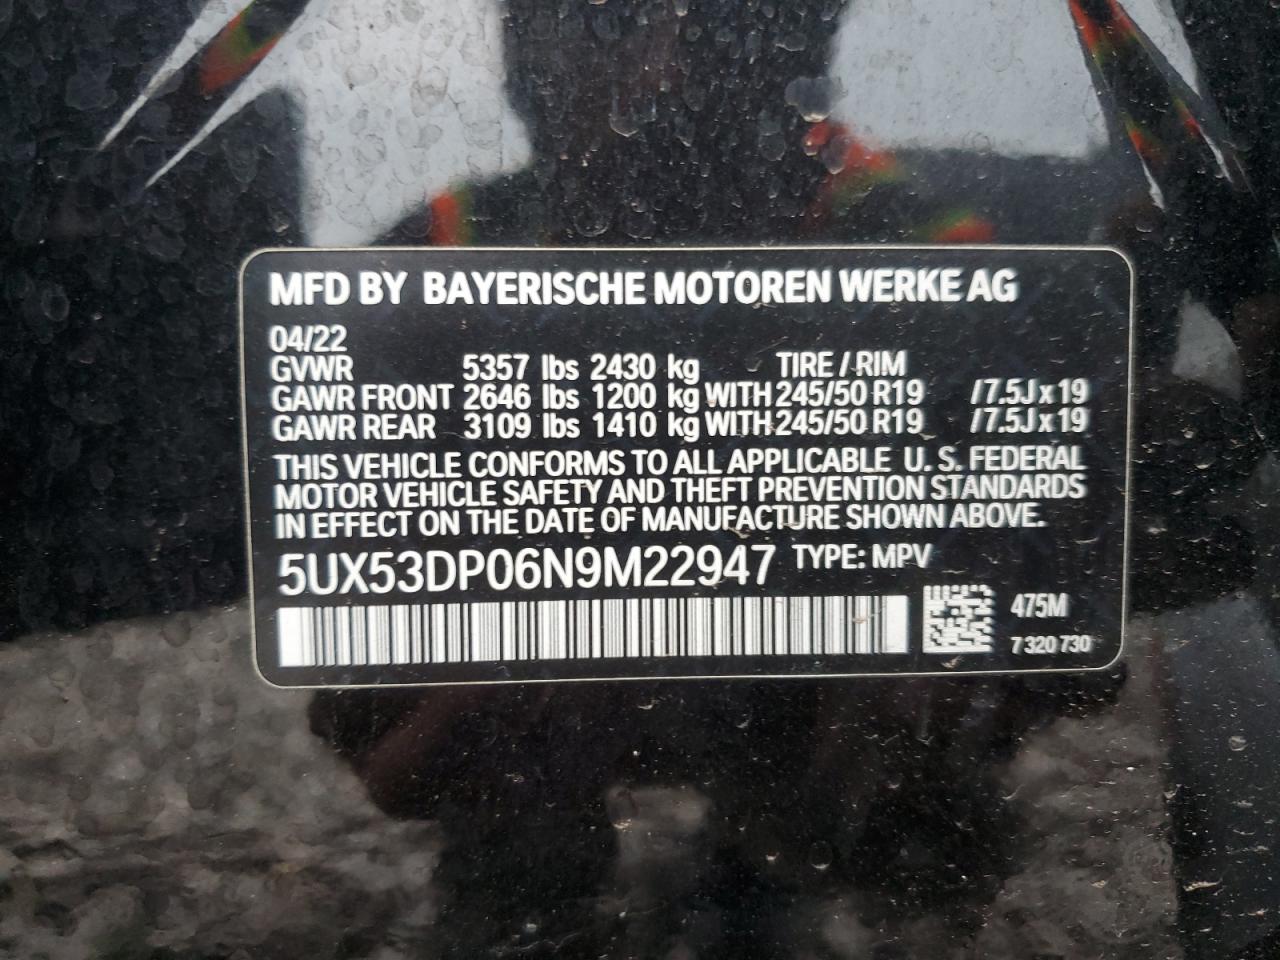 MFD BY BAYERISCHE MOTOREN WERKE AG
04/22
GVWR 5357 lbs 2430 kg TIRE / RIM
GAWR FRONT 2646 lbs 1200 kg WITH 245/50 R19 /7.5J x 19
GAWR REAR 3109 lbs 1410 kg WITH 245/50 R19 /7.5J x 19
THIS VEHICLE CONFORMS TO ALL APPLICABLE U. S. FEDERAL
MOTOR VEHICLE SAFETY AND THEFT PREVENTION STANDARDS
IN EFFECT ON THE DATE OF MANUFACTURE SHOWN ABOVE.
5UX53DP06N9M22947 TYPE: MPV
475M
7 320 730